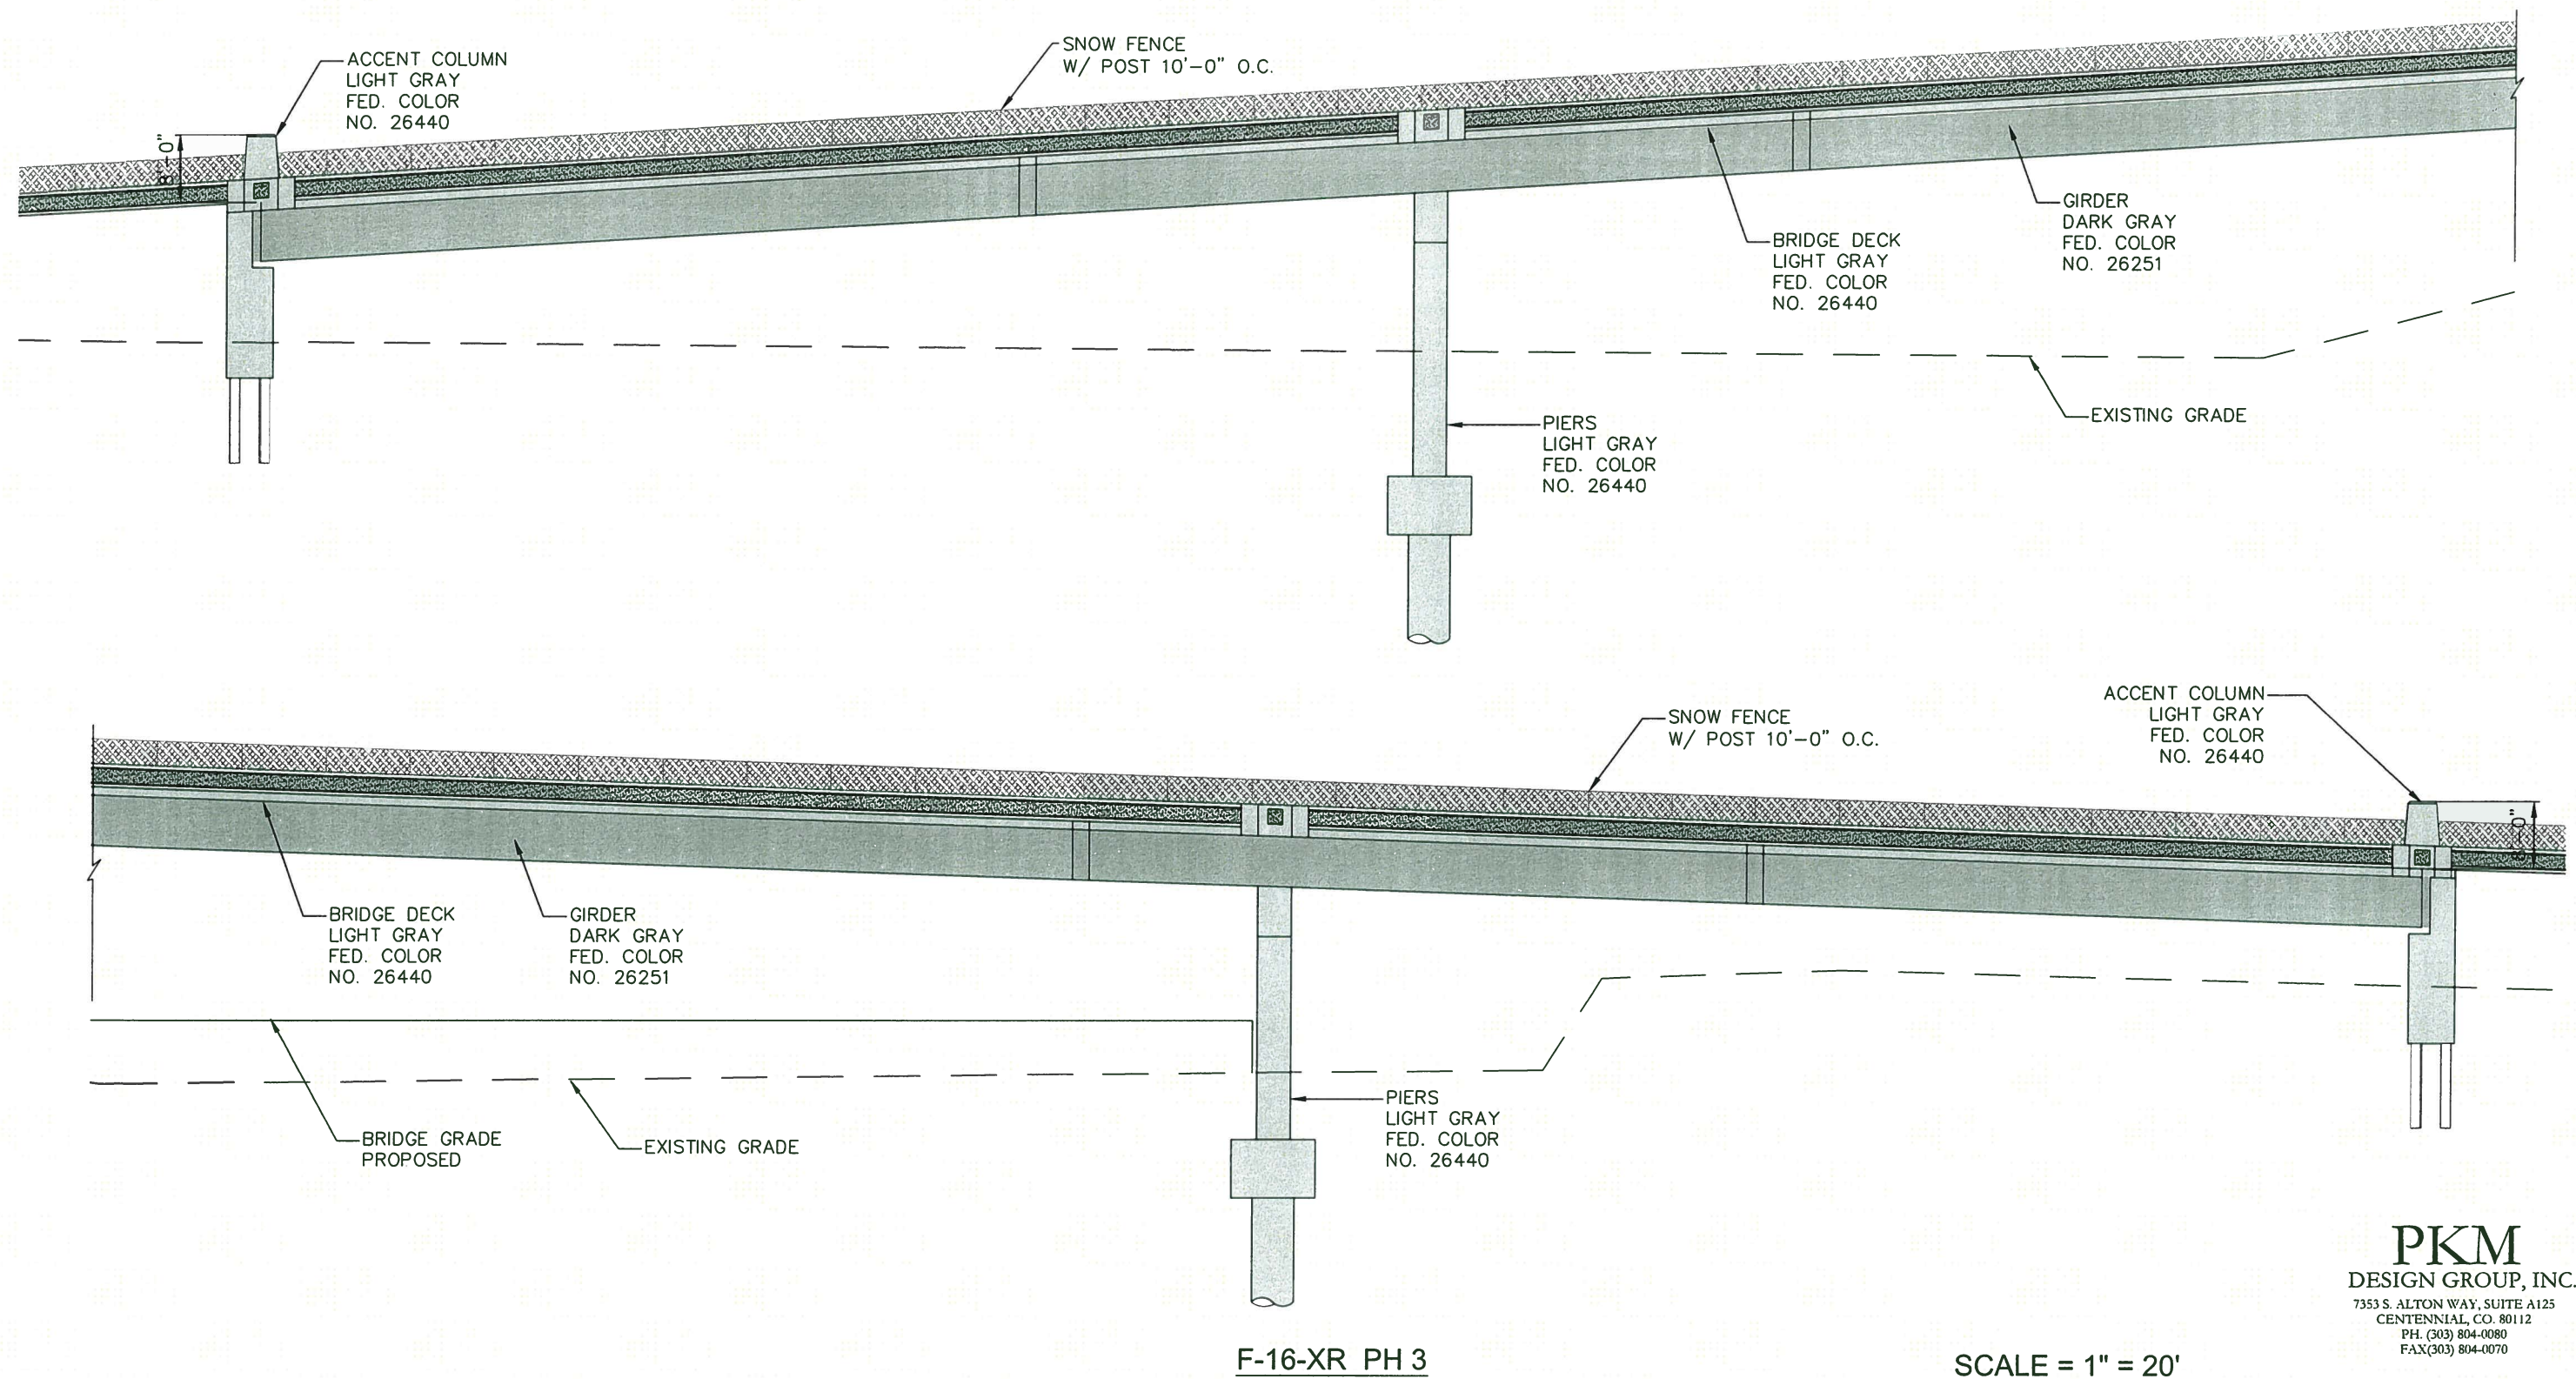 ACCENT COLUMN
LIGHT GRAY
FED. COLOR
NO. 26440
SNOW FENCE
W/ POST 10'-0" O.C.
8'-0"
BRIDGE DECK
LIGHT GRAY
FED. COLOR
NO. 26440
GIRDER
DARK GRAY
FED. COLOR
NO. 26251
EXISTING GRADE
PIERS
LIGHT GRAY
FED. COLOR
NO. 26440
SNOW FENCE
W/ POST 10'-0" O.C.
ACCENT COLUMN
LIGHT GRAY
FED. COLOR
NO. 26440
8'-0"
BRIDGE DECK
LIGHT GRAY
FED. COLOR
NO. 26440
GIRDER
DARK GRAY
FED. COLOR
NO. 26251
BRIDGE GRADE
PROPOSED
EXISTING GRADE
PIERS
LIGHT GRAY
FED. COLOR
NO. 26440
PKM
DESIGN GROUP, INC.
7353 S. ALTON WAY, SUITE A125
CENTENNIAL, CO. 80112
PH. (303) 804-0080
FAX(303) 804-0070
F-16-XR PH 3
SCALE = 1" = 20'